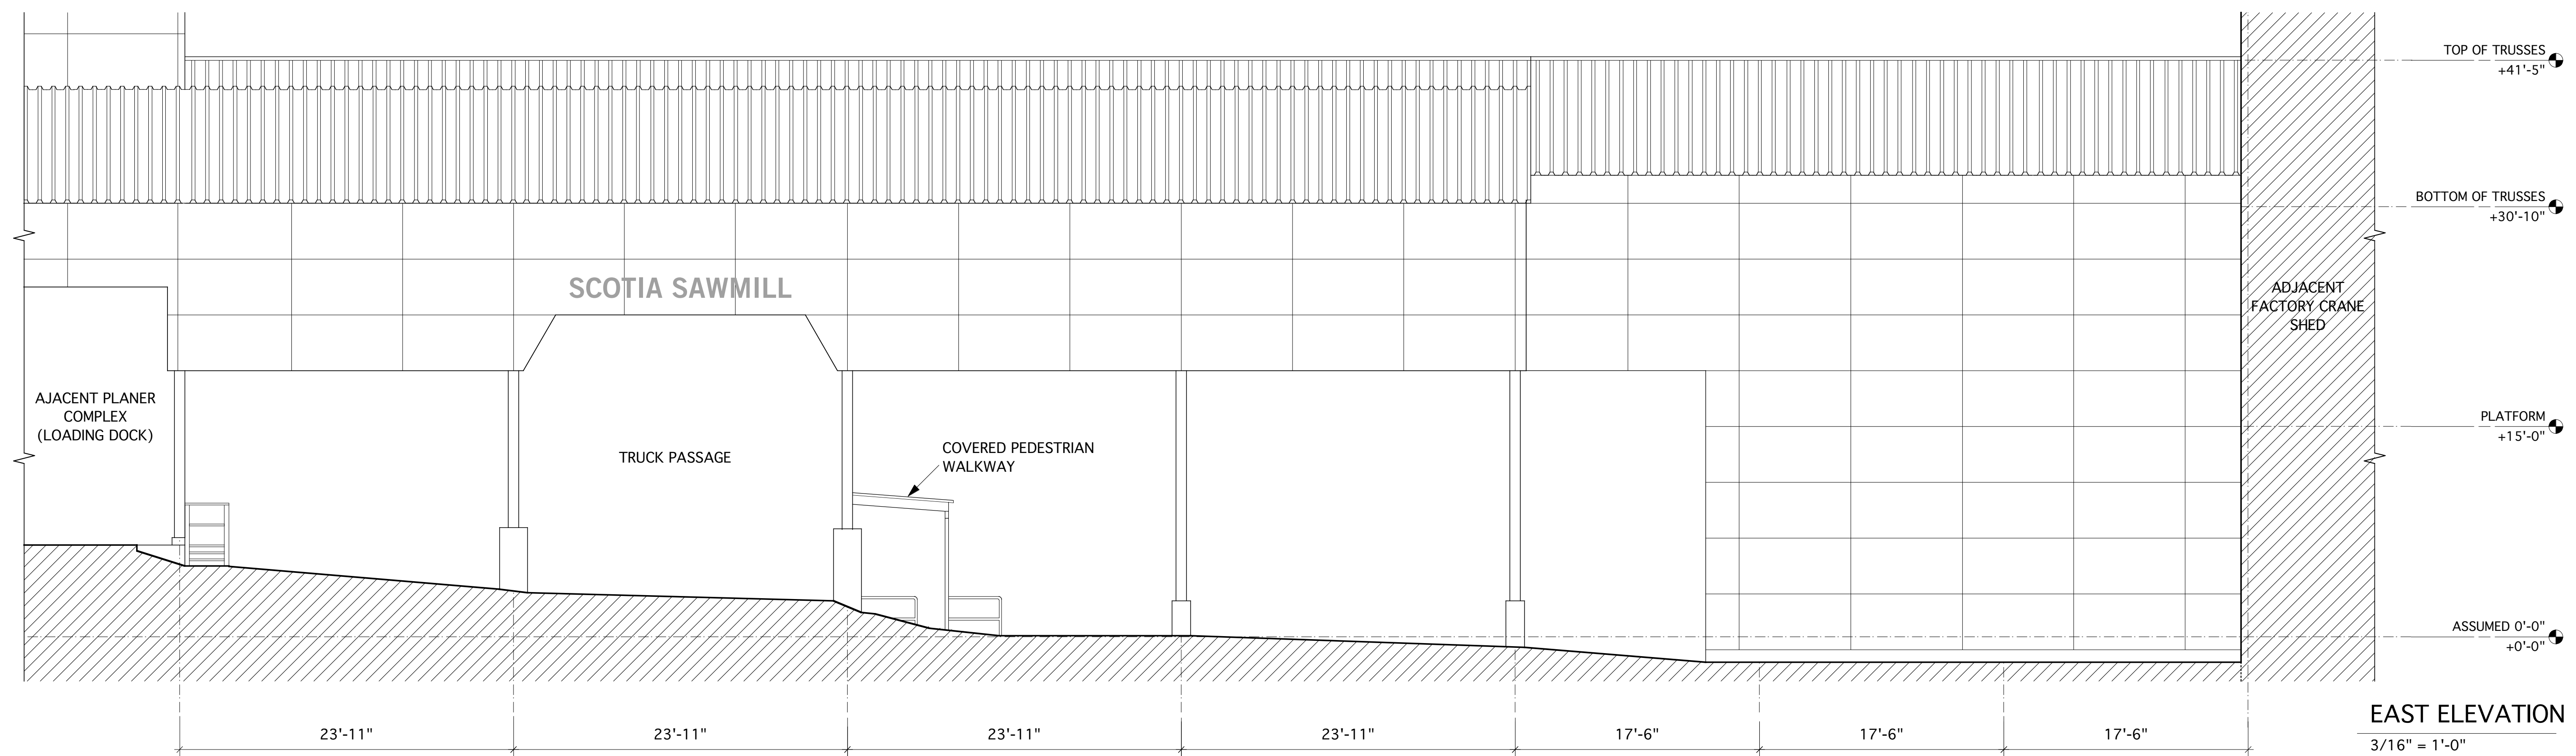 TOP OF TRUSSES
+41'-5"
BOTTOM OF TRUSSES
+30'-10"
SCOTIA SAWMILL
ADJACENT
FACTORY CRANE
SHED
AJACENT PLANER
COMPLEX
(LOADING DOCK)
TRUCK PASSAGE
COVERED PEDESTRIAN
WALKWAY
PLATFORM
+15'-0"
ASSUMED 0'-0"
+0'-0"
23'-11"
23'-11"
23'-11"
23'-11"
17'-6"
17'-6"
17'-6"
EAST ELEVATION
3/16" = 1'-0"